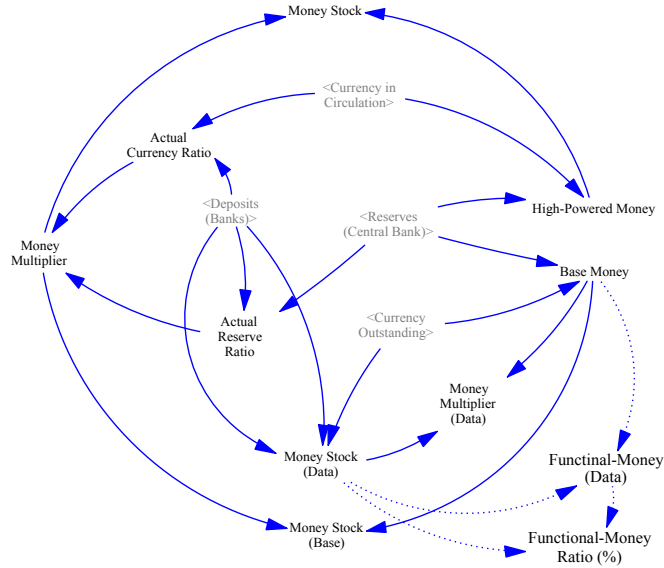 Money Stock
<Currency in
Circulation>
Actual
Currency Ratio
<Deposits
(Banks)>
<Reserves
(Central Bank)>
High-Powered Money
Money
Multiplier
Base Money
Actual
Reserve
Ratio
<Currency
Outstanding>
Money
Multiplier
(Data)
Money Stock
(Data)
Functinal-Money
(Data)
Money Stock
(Base)
Functional-Money
Ratio (%)